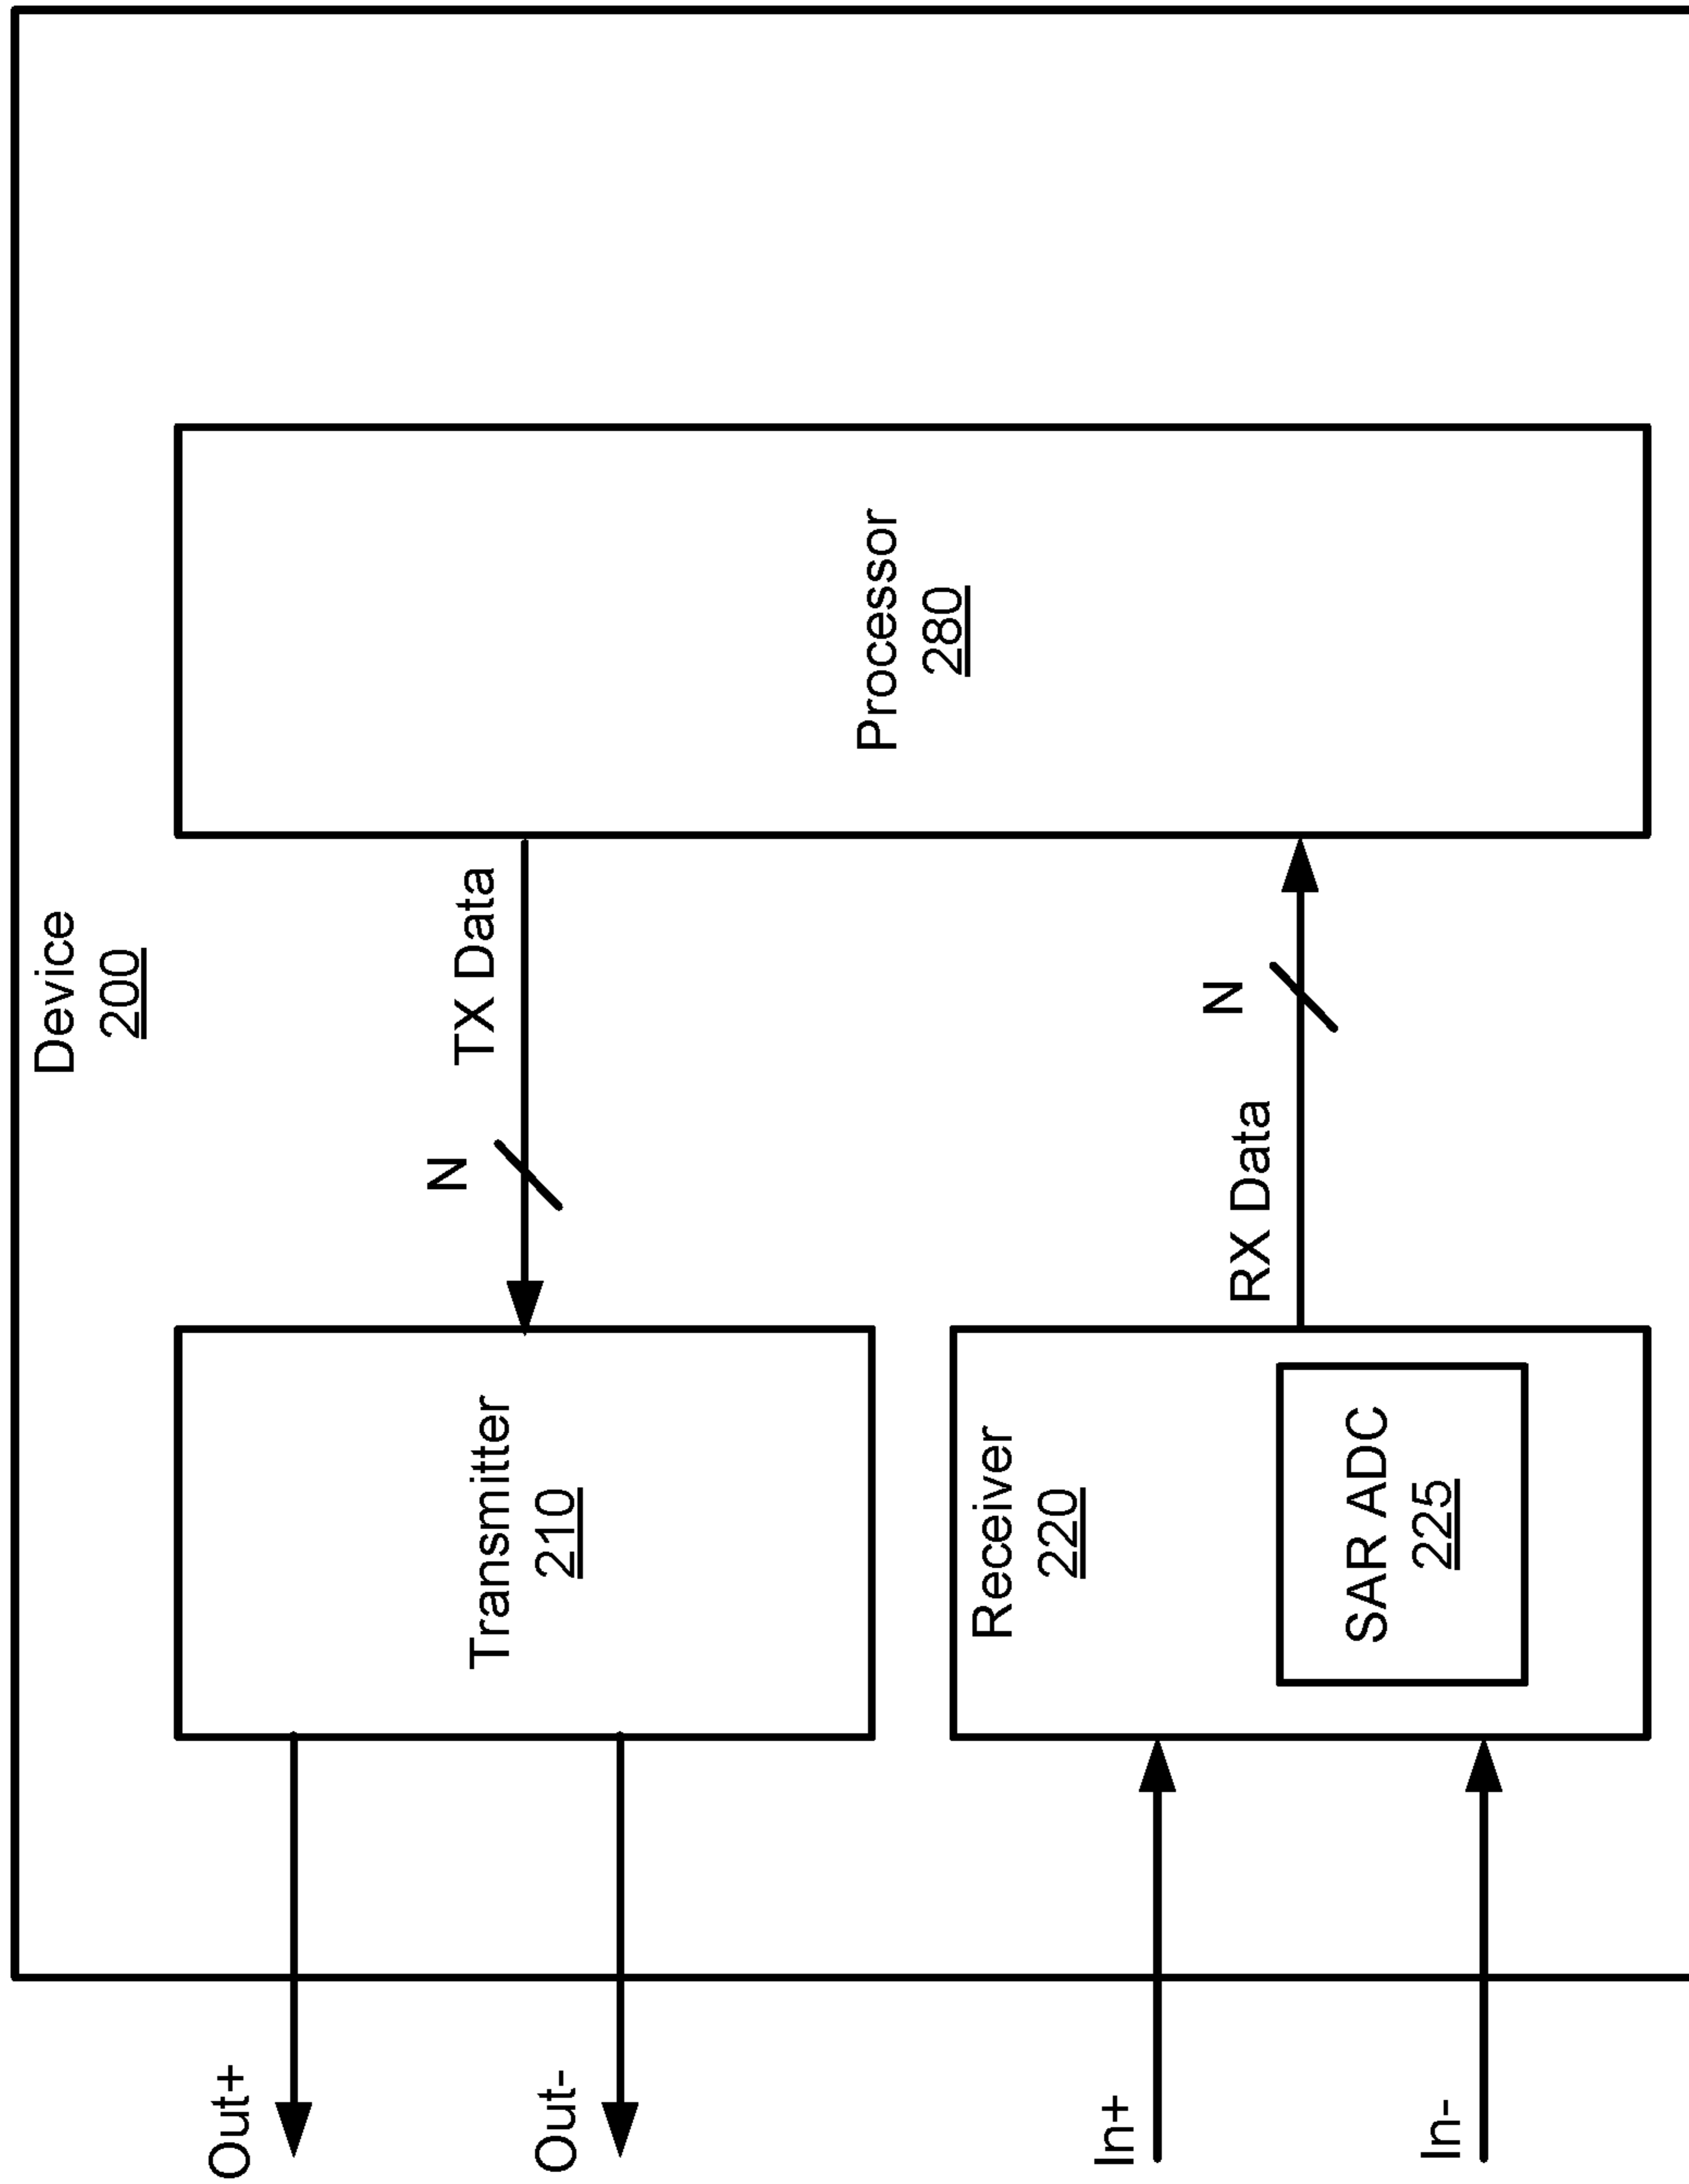 Device
200
Out+
Out-
Transmitter
210
N
TX Data
Processor
280
In+
In-
Receiver
220
SAR ADC
225
RX Data
N